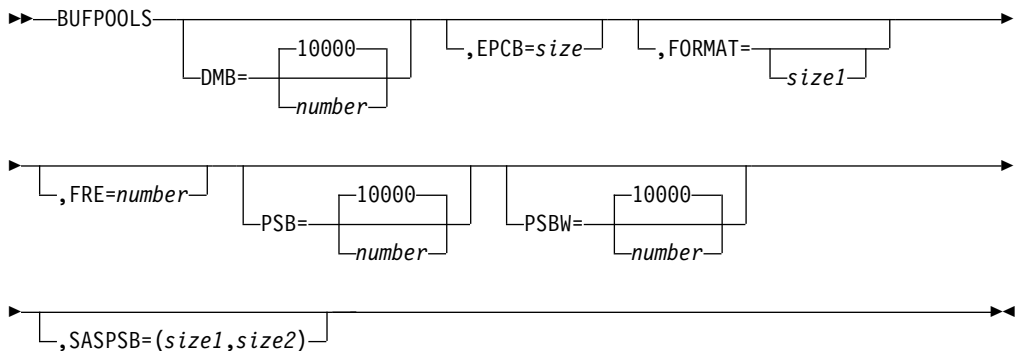 BUFPOOLS
DMB= 10000 number
,EPCB=size
,FORMAT= size1
,FRE=number
PSB= 10000 number
PSBW= 10000 number
,SASPSB=(size1,size2)